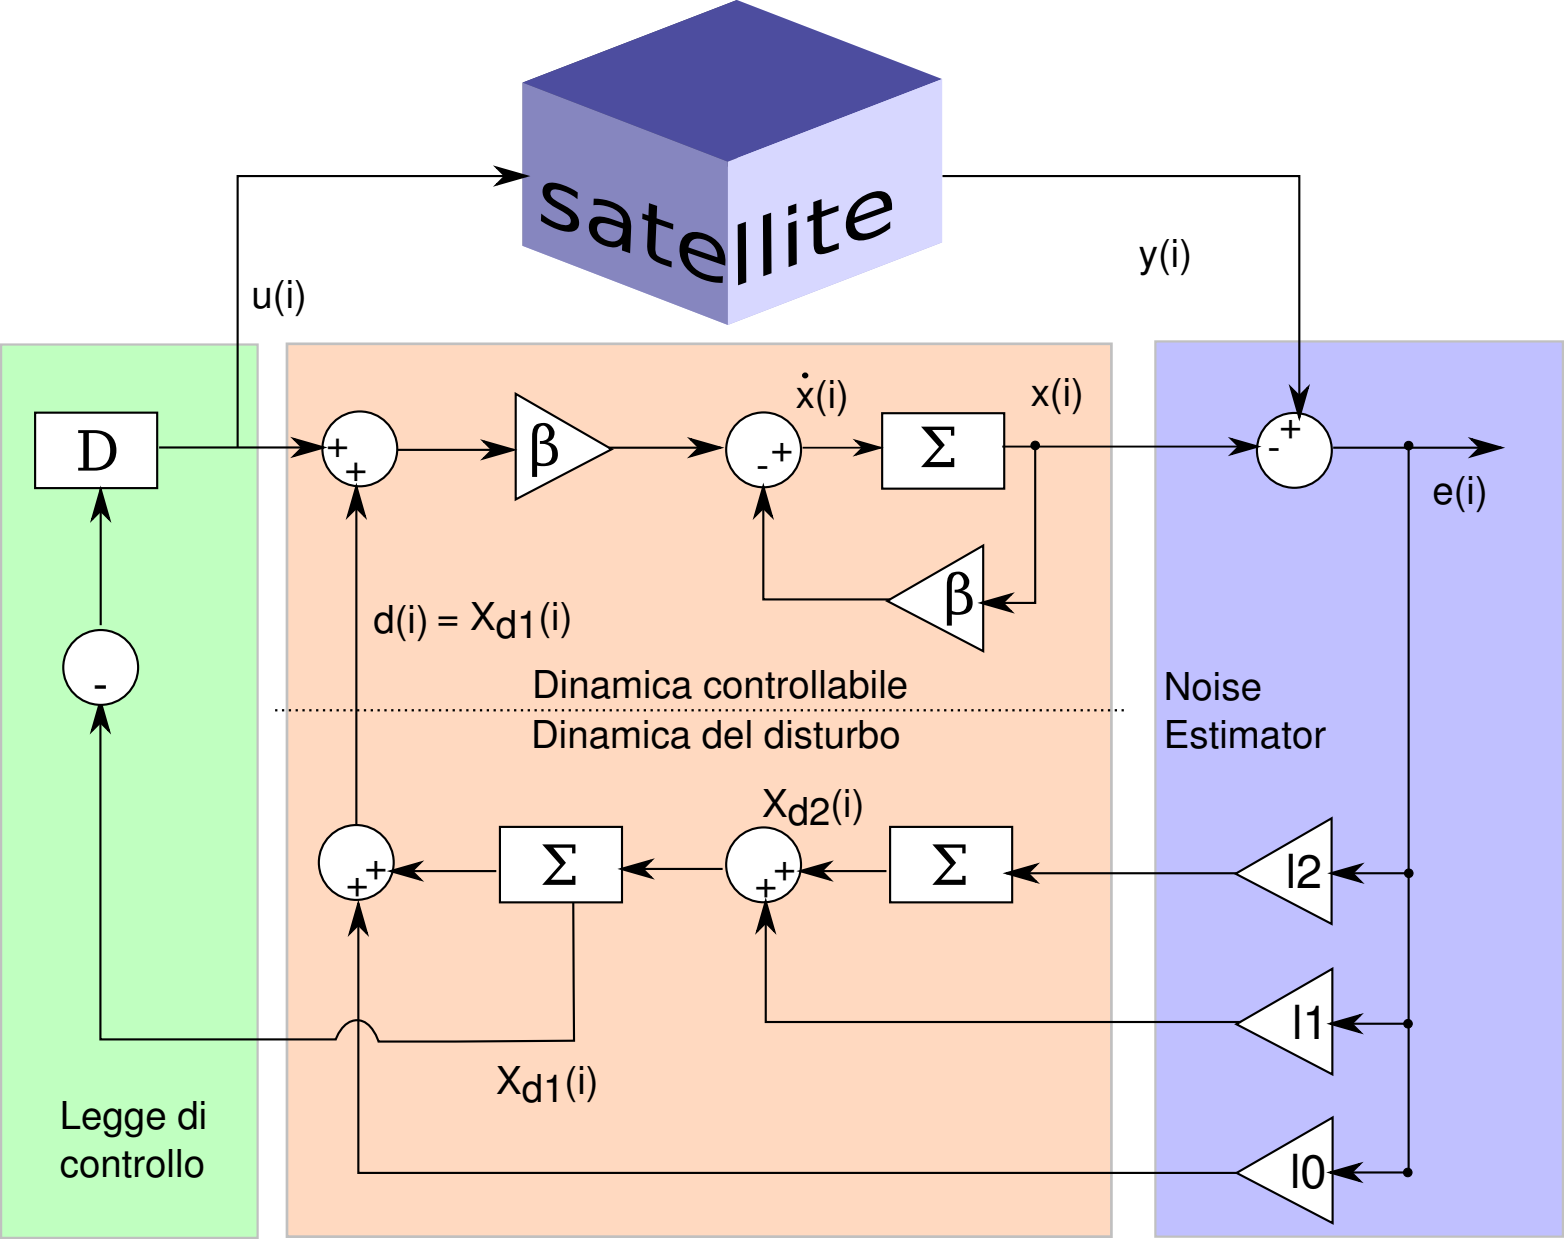 satellite
u(i)
y(i)
D
+
+
β
- +
ẋ(i)
Σ
x(i)
+
-
e(i)
β
d(i) = Xd1(i)
-
Dinamica controllabile
Dinamica del disturbo
Noise
Estimator
Xd2(i)
+
+
Σ
+
+
Σ
l2
l1
Xd1(i)
l0
Legge di
controllo